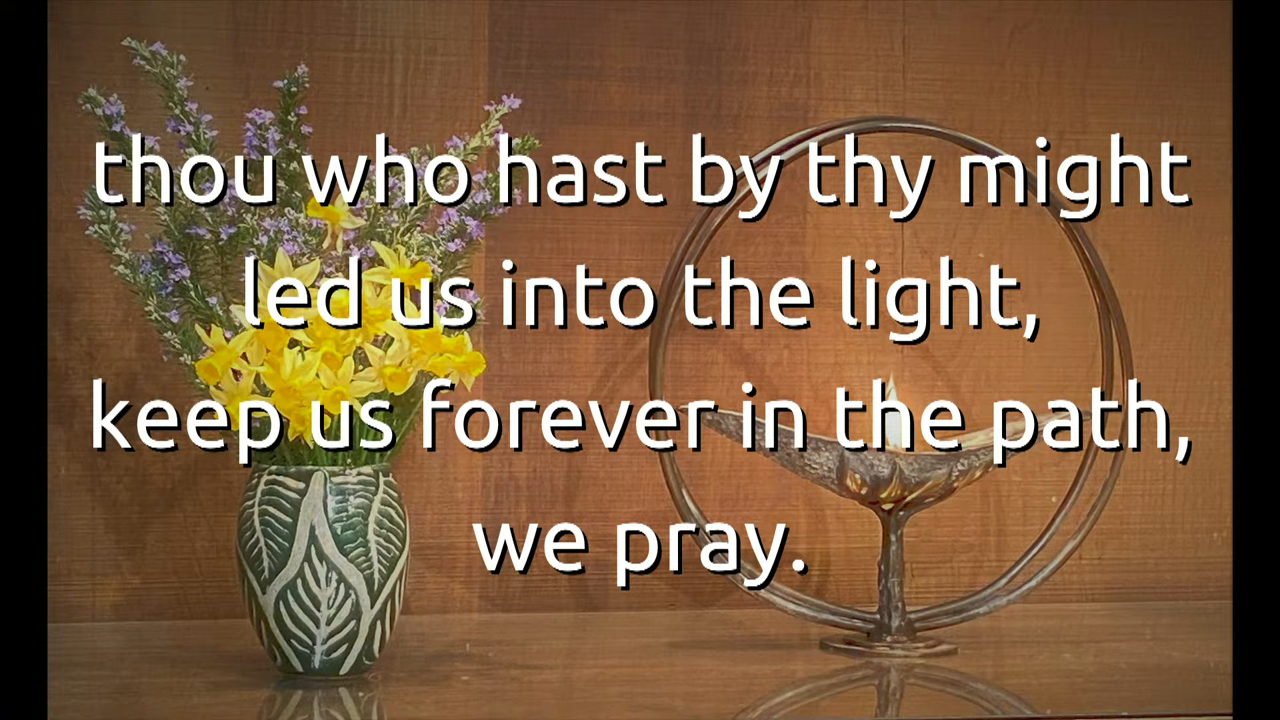 thou who hast by thy might
led us into the light,
keep us forever in the path,
we pray.